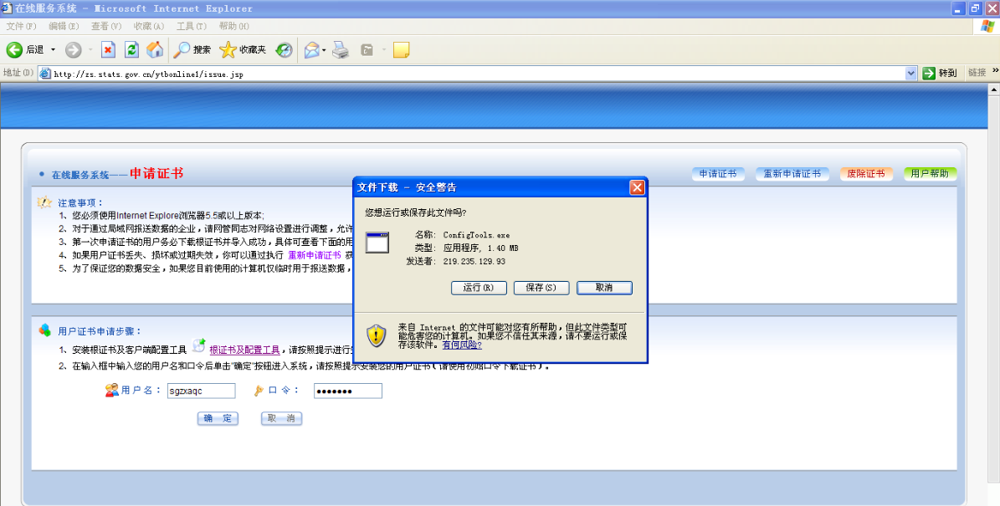 在线服务系统 - Microsoft Internet Explorer
文件(F) 编辑(E) 查看(V) 收藏(A) 工具(T) 帮助(H)
后退 搜索 收藏夹
地址(D) http://zs.stats.gov.cn/ytbonline1/issue.jsp 转到 链接 »
在线服务系统——申请证书 申请证书 重新申请证书 废除证书 用户帮助
注意事项：
1、您必须使用Internet Explore浏览器5.5或以上版本;
2、对于通过局域网报送数据的企业，请网管同志对网络设置进行调整，允许
3、第一次申请证书的用户务必下载根证书并导入成功，具体可查看下面的用
4、如果用户证书丢失、损坏或过期失效，你可以通过执行 重新申请证书 获
5、为了保证您的数据安全，如果您目前使用的计算机仅临时用于报送数据，
文件下载 - 安全警告
您想运行或保存此文件吗?
名称: ConfigTools.exe
类型: 应用程序, 1.40 MB
发送者: 219.235.129.93
运行(R) 保存(S) 取消
来自 Internet 的文件可能对您有所帮助，但此文件类型可
能危害您的计算机。如果您不信任其来源，请不要运行或保
存该软件。有何风险?
用户证书申请步骤：
1、安装根证书及客户端配置工具 根证书及配置工具，请按照提示进行安
2、在输入框中输入您的用户名和口令后单击"确定"按钮进入系统，请按照提示安装您的用户证书(请使用初始口令下载证书)。
用户名： sgzxaqc 口令： •••••••
确 定 取 消